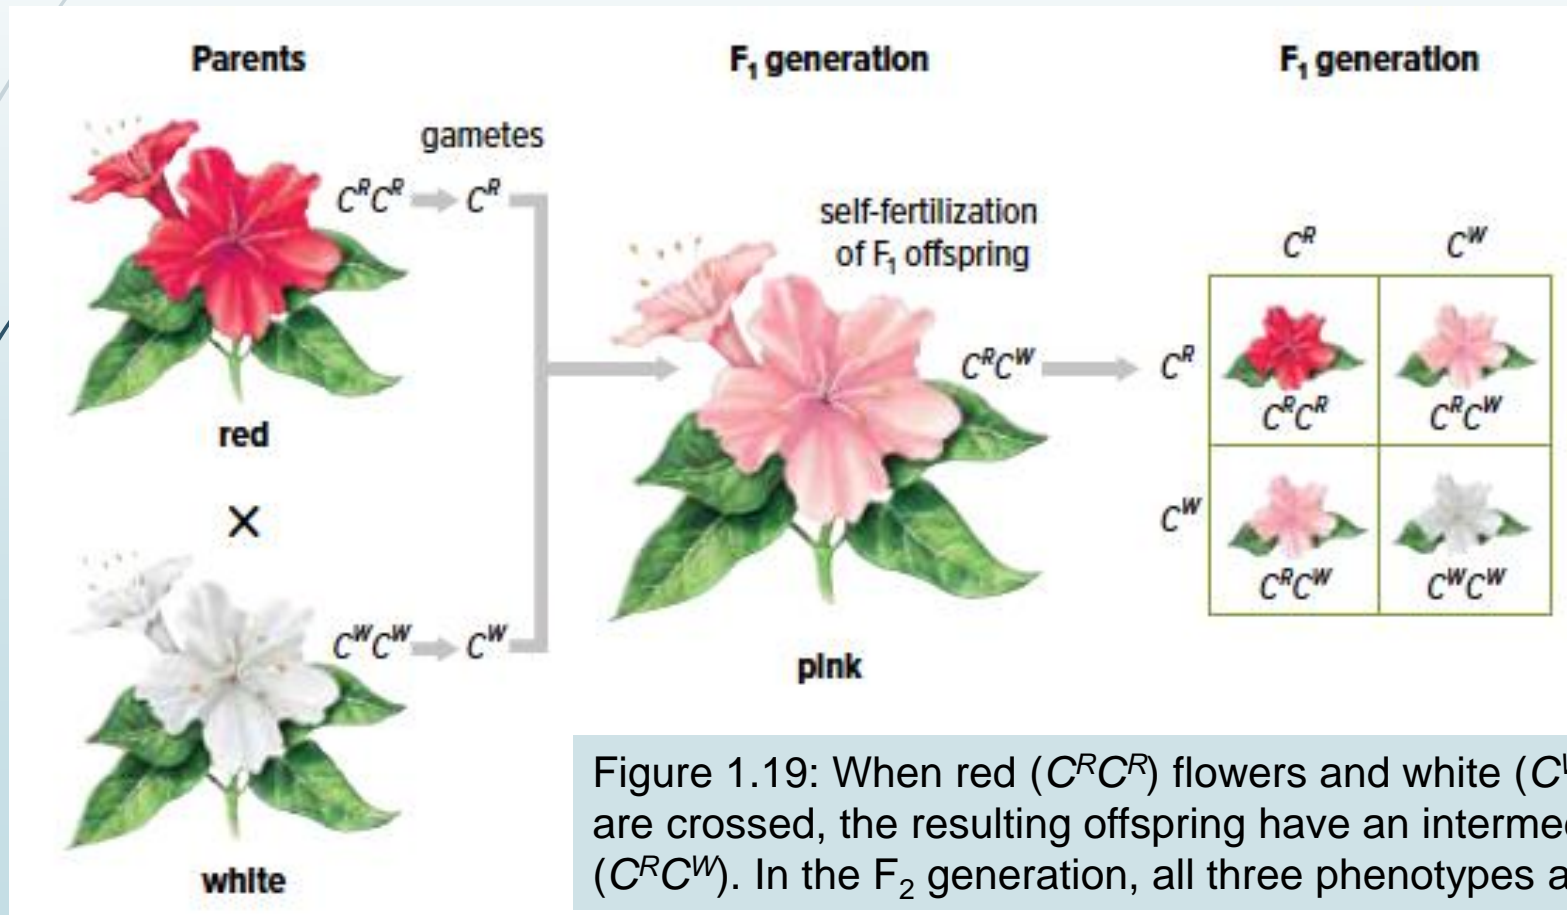 Parents
F₁ generation
F₁ generation
gametes
CᴿCᴿ
Cᴿ
self-fertilization
of F₁ offspring
Cᴿ
Cᵂ
CᴿCᵂ
Cᴿ
CᴿCᴿ
CᴿCᵂ
red
X
Cᵂ
CᴿCᵂ
CᵂCᵂ
CᵂCᵂ
Cᵂ
pink
white
Figure 1.19: When red (CᴿCᴿ) flowers and white (
are crossed, the resulting offspring have an
(CᴿCᵂ). In the F₂ generation, all three phenotypes